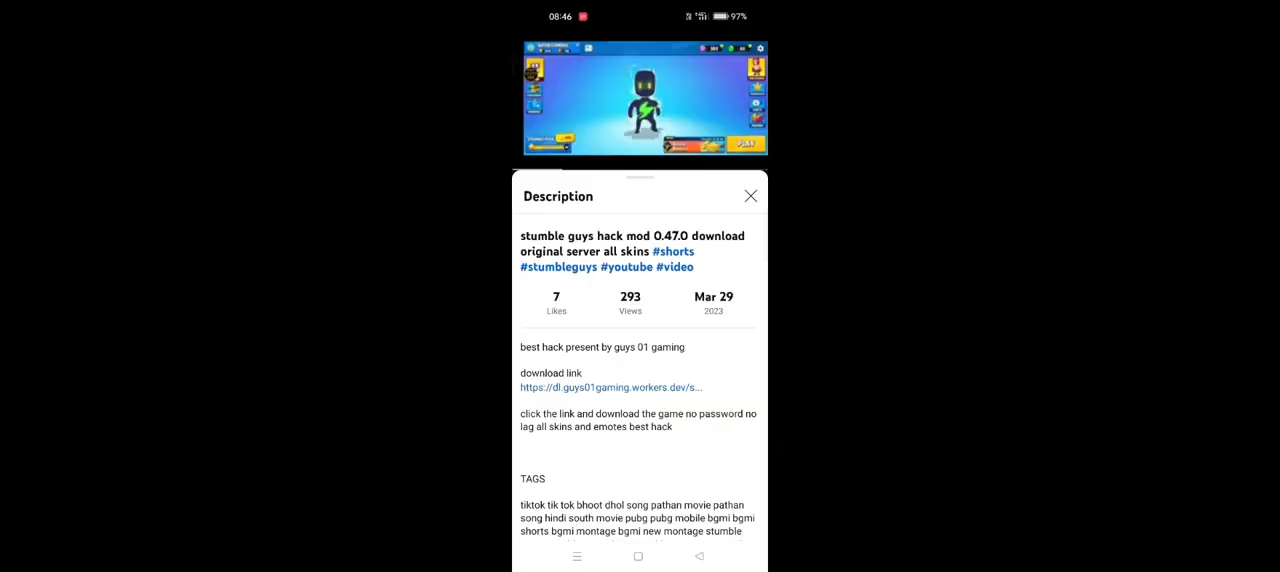 08:46
97%
PLAY
Description
stumble guys hack mod 0.47.0 download
original server all skins #shorts
#stumbleguys #youtube #video
7
293
Mar 29
Likes
Views
2023
best hack present by guys 01 gaming
download link
https://dl.guys01gaming.workers.dev/s...
click the link and download the game no password no
lag all skins and emotes best hack
TAGS
tiktok tik tok bhoot dhol song pathan movie pathan
song hindi south movie pubg pubg mobile bgmi bgmi
shorts bgmi montage bgmi new montage stumble